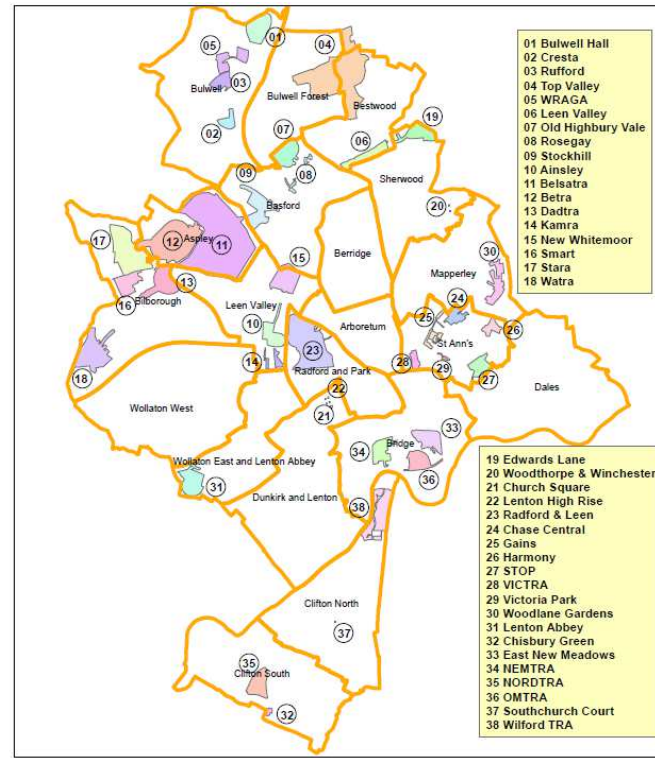 01 Bulwell Hall
02 Cresta
03 Rufford
04 Top Valley
05 WRAGA
06 Leen Valley
07 Old Highbury Vale
08 Rosegay
09 Stockhill
10 Ainsley
11 Belsatra
12 Betra
13 Dadtra
14 Kamra
15 New Whitemoor
16 Smart
17 Stara
18 Watra
01
04
05
Bulwell
03
Bulwell Forest
Bestwood
02
07
06
19
09
08
Sherwood
Basford
20
17
12
Aspley
11
Berridge
30
15
Mapperley
13
Bilborough
16
Leen Valley
24
25
10
Arboretum
St Ann's
26
23
14
28
29
18
Radford and Park
27
Dales
22
Wollaton West
21
33
Bridge
34
Wollaton East and Lenton Abbey
31
36
Dunkirk and Lenton
38
Clifton North
37
35
Clifton South
32
19 Edwards Lane
20 Woodthorpe & Winchester
21 Church Square
22 Lenton High Rise
23 Radford & Leen
24 Chase Central
25 Gains
26 Harmony
27 STOP
28 VICTRA
29 Victoria Park
30 Woodlane Gardens
31 Lenton Abbey
32 Chisbury Green
33 East New Meadows
34 NEMTRA
35 NORDTRA
36 OMTRA
37 Southchurch Court
38 Wilford TRA